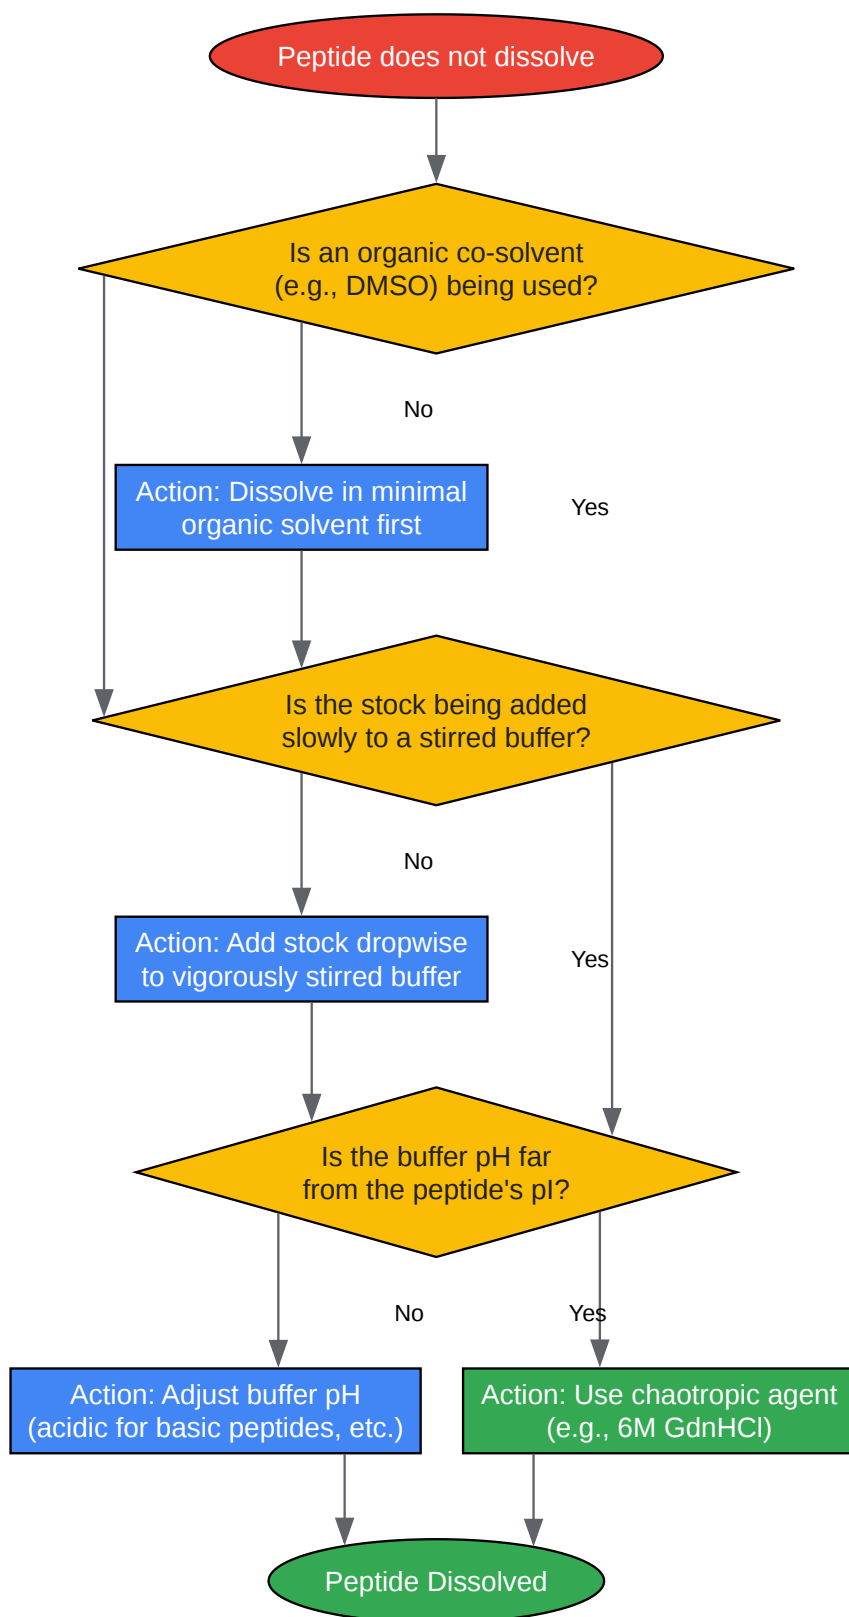 Peptide does not dissolve
Is an organic co-solvent
(e.g., DMSO) being used?
No
Action: Dissolve in minimal
organic solvent first
Yes
Is the stock being added
slowly to a stirred buffer?
No
Action: Add stock dropwise
to vigorously stirred buffer
Yes
Is the buffer pH far
from the peptide's pI?
No
Yes
Action: Adjust buffer pH
(acidic for basic peptides, etc.)
Action: Use chaotropic agent
(e.g., 6M GdnHCl)
Peptide Dissolved